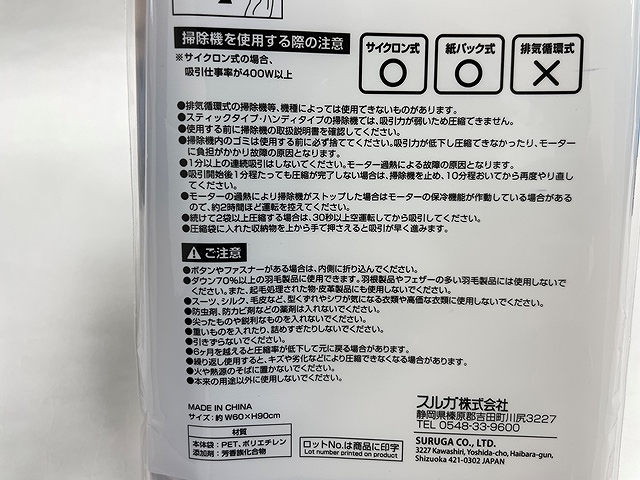 掃除機を使用する際の注意
※サイクロン式の場合、
吸引仕事率が400W以上
サイクロン式
紙パック式
排気循環式
●排気循環式の掃除機等、機種によっては使用できないものがあります。
●スティックタイプ・ハンディタイプの掃除機では、吸引力が弱いため圧縮できません。
●使用する前に掃除機の取扱説明書を確認してください。
●掃除機内のゴミは使用する前に必ず捨ててください。吸引力が低下し圧縮できなかったり、モーター
に負担がかかり故障の原因となります。
●1分以上の連続吸引はしないでください。モーター過熱による故障の原因となります。
●吸引開始後1分程たっても圧縮が完了しない場合は、掃除機を止め、10分程おいてから再度やり直し
てください。
●モーターの過熱により掃除機がストップした場合はモーターの保冷機能が作動している場合がある
ので、約2時間ほど運転を控えてください。
●続けて2袋以上圧縮する場合は、30秒以上空運転してから吸引してください。
●圧縮袋に入れた収納物を上から手で押さえると吸引が早く進みます。
ご注意
●ボタンやファスナーがある場合は、内側に折り込んでください。
●ダウン70%以上の羽毛製品に使用できます。羽根製品やフェザーの多い羽毛製品には使用しないで
ください。また、起毛処理された物・皮革製品にも使用しないでください。
●スーツ、シルク、毛皮など、型くずれやシワが気になる衣類や高価な衣類に使用しないでください。
●防虫剤、防カビ剤などの薬剤は入れないでください。
●尖ったものや鋭利なものを入れないでください。
●重いものを入れたり、詰めすぎたりしないでください。
●引きずらないでください。
●6ヶ月を越えると圧縮率が低下して元に戻る場合があります。
●繰り返し使用すると、キズや劣化などにより圧縮できなくなる場合があります。
●火や熱源のそばに置かないでください。
●本来の用途以外に使用しないでください。
MADE IN CHINA
サイズ:約 W60×H90cm
材質
本体袋:PET、ポリエチレン
添加剤:芳香族化合物
ロットNo.は商品に印字
Lot number printed on product
スルガ株式会社
静岡県榛原郡吉田町川尻3227
TEL 0548-33-9600
SURUGA CO., LTD.
3227 Kawashiri, Yoshida-cho, Haibara-gun,
Shizuoka 421-0302 JAPAN